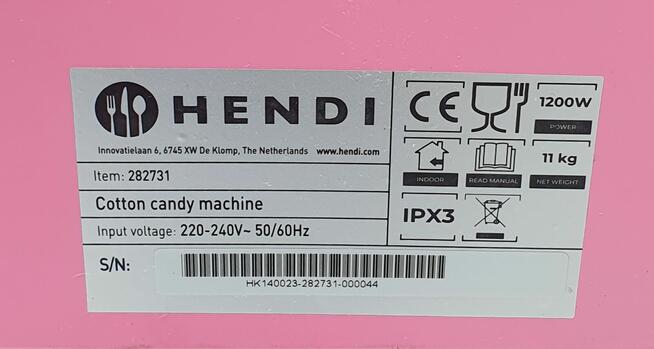 HENDI
Innovatielaan 6, 6745 XW De Klomp, The Netherlands www.hendi.com
Item: 282731
Cotton candy machine
Input voltage: 220-240V~ 50/60Hz
S/N:
HK140023-282731-000044
CE
1200W
POWER
INDOOR
READ MANUAL
11 kg
NET WEIGHT
IPX3